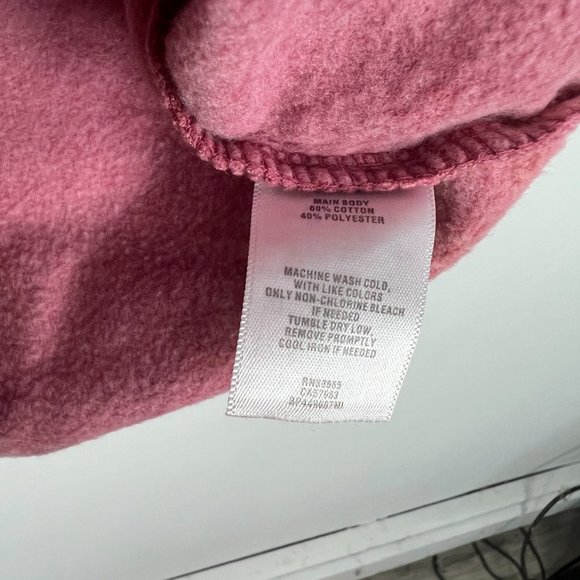 MAIN BODY
60% COTTON
40% POLYESTER
MACHINE WASH COLD,
WITH LIKE COLORS
ONLY NON-CHLORINE BLEACH
IF NEEDED
TUMBLE DRY LOW,
REMOVE PROMPTLY
COOL IRON IF NEEDED
CA57963